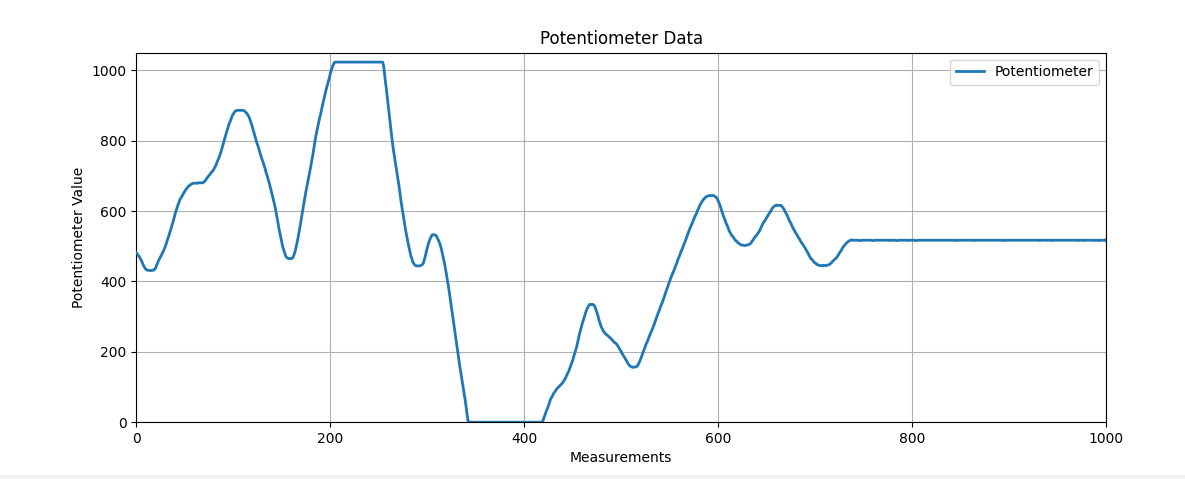 Potentiometer Data
Potentiometer
Potentiometer Value
1000
800
600
400
200
0
0 200 400 600 800 1000
Measurements